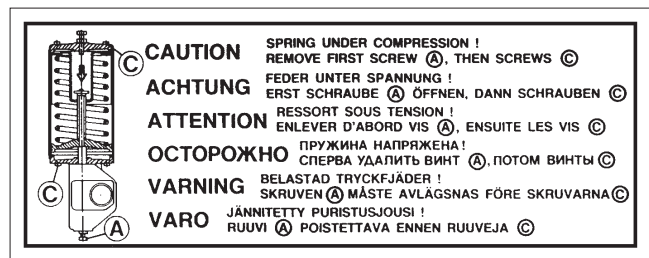 CAUTION SPRING UNDER COMPRESSION !
REMOVE FIRST SCREW Ⓐ, THEN SCREWS Ⓒ
ACHTUNG FEDER UNTER SPANNUNG !
ERST SCHRAUBE Ⓐ ÖFFNEN, DANN SCHRAUBEN Ⓒ
ATTENTION RESSORT SOUS TENSION !
ENLEVER D'ABORD VIS Ⓐ, ENSUITE LES VIS Ⓒ
ОСТОРОЖНО ПРУЖИНА НАПРЯЖЕНА!
СПЕРВА УДАЛИТЬ ВИНТ Ⓐ, ПОТОМ ВИНТЫ Ⓒ
VARNING BELASTAD TRYCKFJÄDER !
SKRUVEN Ⓐ MÅSTE AVLÄGSNAS FÖRE SKRUVARNA Ⓒ
VARO JÄNNITETTY PURISTUSJOUSI !
RUUVI Ⓐ POISTETTAVA ENNEN RUUVEJA Ⓒ
Ⓒ
Ⓒ
Ⓐ